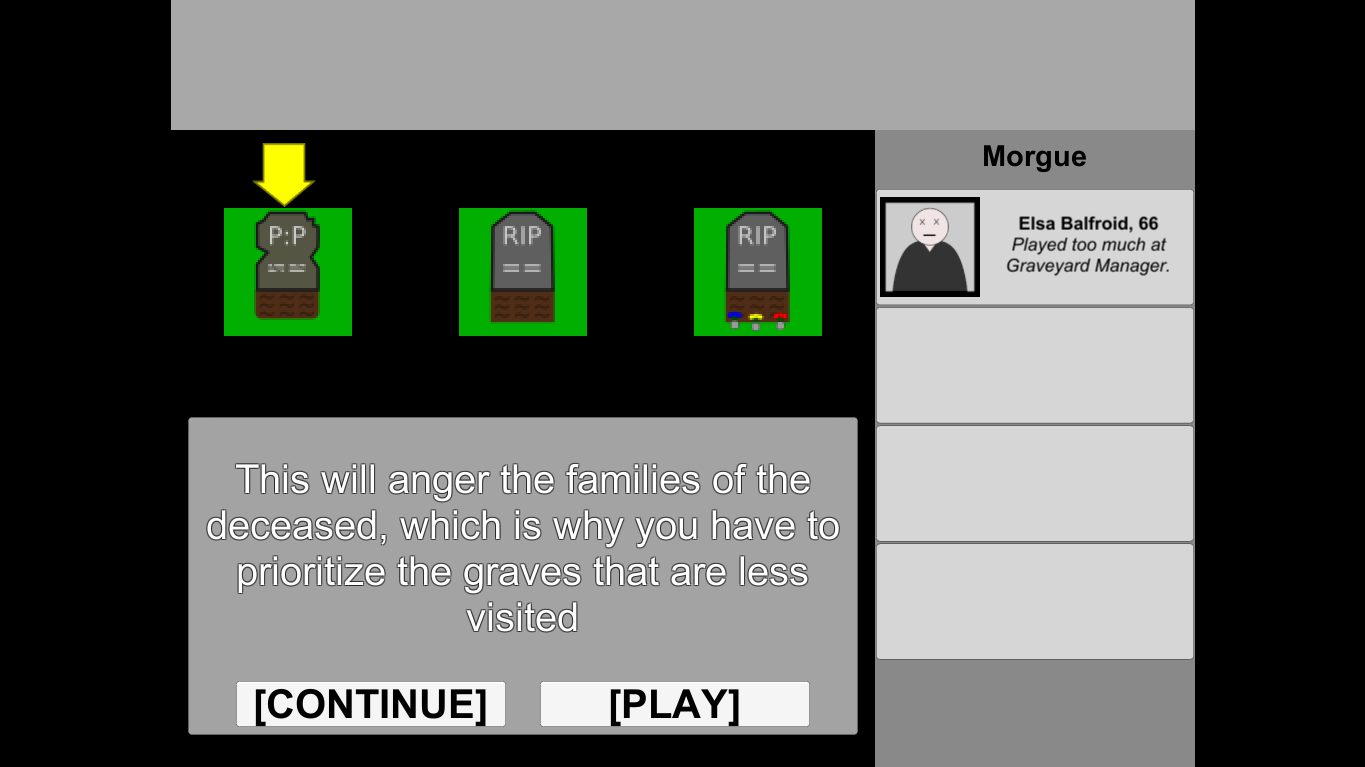 Morgue
P:P
RIP
RIP
Elsa Balfroid, 66
Played too much at
Graveyard Manager.
This will anger the families of the
deceased, which is why you have to
prioritize the graves that are less
visited
[CONTINUE]
[PLAY]